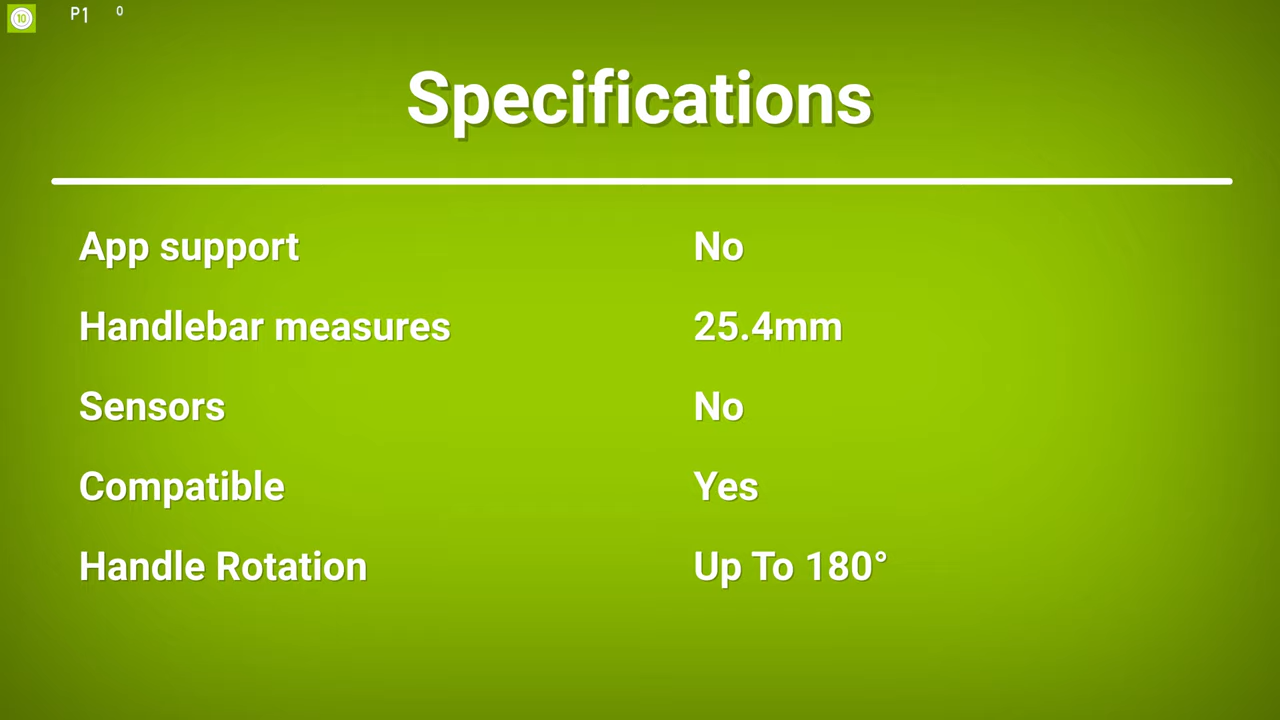 10
P1 0
Specifications
App support No
Handlebar measures 25.4mm
Sensors No
Compatible Yes
Handle Rotation Up To 180°